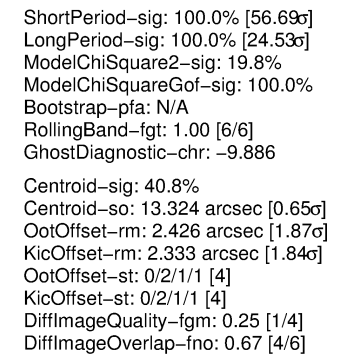 ShortPeriod−sig: 100.0% [56.69σ]
LongPeriod−sig: 100.0% [24.53σ]
ModelChiSquare2−sig: 19.8%
ModelChiSquareGof−sig: 100.0%
Bootstrap−pfa: N/A
RollingBand−fgt: 1.00 [6/6]
GhostDiagnostic−chr: −9.886
Centroid−sig: 40.8%
Centroid−so: 13.324 arcsec [0.65σ]
OotOffset−rm: 2.426 arcsec [1.87σ]
KicOffset−rm: 2.333 arcsec [1.84σ]
OotOffset−st: 0/2/1/1 [4]
KicOffset−st: 0/2/1/1 [4]
DiffImageQuality−fgm: 0.25 [1/4]
DiffImageOverlap−fno: 0.67 [4/6]